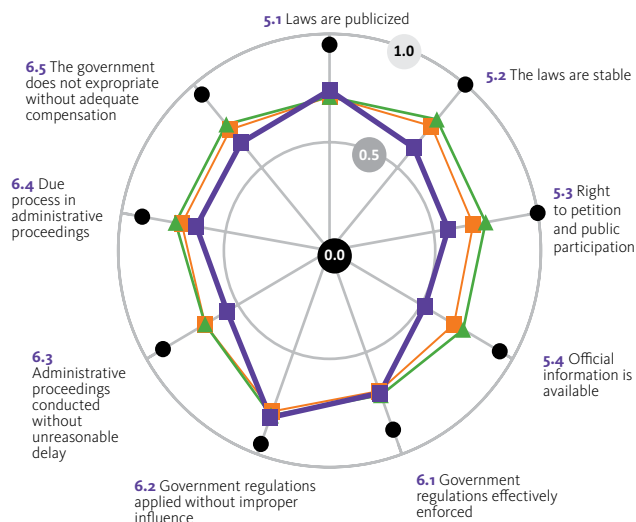 5.1 Laws are publicized
1.0
5.2 The laws are stable
0.5
5.3 Right
to petition
and public
participation
0.0
5.4 Official
information is
available
6.1 Government
regulations effectively
enforced
6.2 Government regulations
applied without improper
influence
6.3
Administrative
proceedings
conducted
without
unreasonable
delay
6.4 Due
process in
administrative
proceedings
6.5 The government
does not expropriate
without adequate
compensation